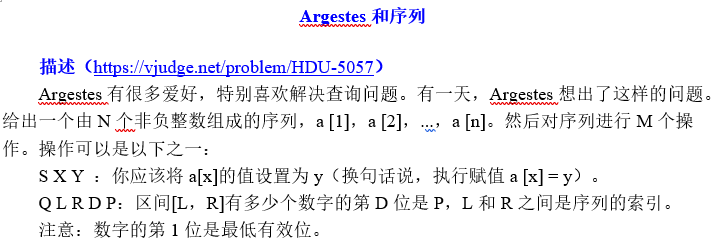 Argestes 和序列
描述（https://vjudge.net/problem/HDU-5057）
Argestes 有很多爱好，特别喜欢解决查询问题。有一天，Argestes 想出了这样的问题。
给出一个由 N 个非负整数组成的序列，a [1]，a [2]，...，a [n]。然后对序列进行 M 个操
作。操作可以是以下之一：
S X Y ：你应该将 a[x]的值设置为 y（换句话说，执行赋值 a [x] = y）。
Q L R D P：区间[L，R]有多少个数字的第 D 位是 P，L 和 R 之间是序列的索引。
注意：数字的第 1 位是最低有效位。